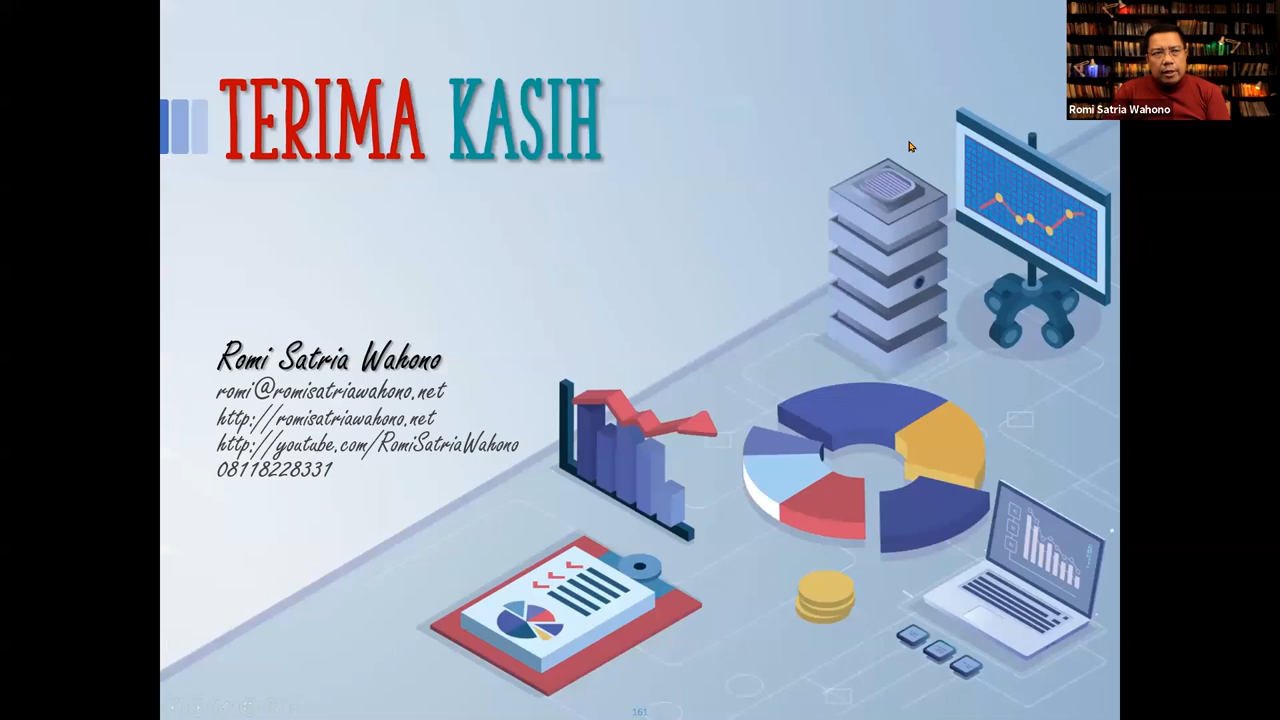 TERIMA KASIH
Romi Satria Wahono
Romi Satria Wahono
romi@romisatriawahono.net
http://romisatriawahono.net
http://youtube.com/RomiSatriaWahono
08118228331
161